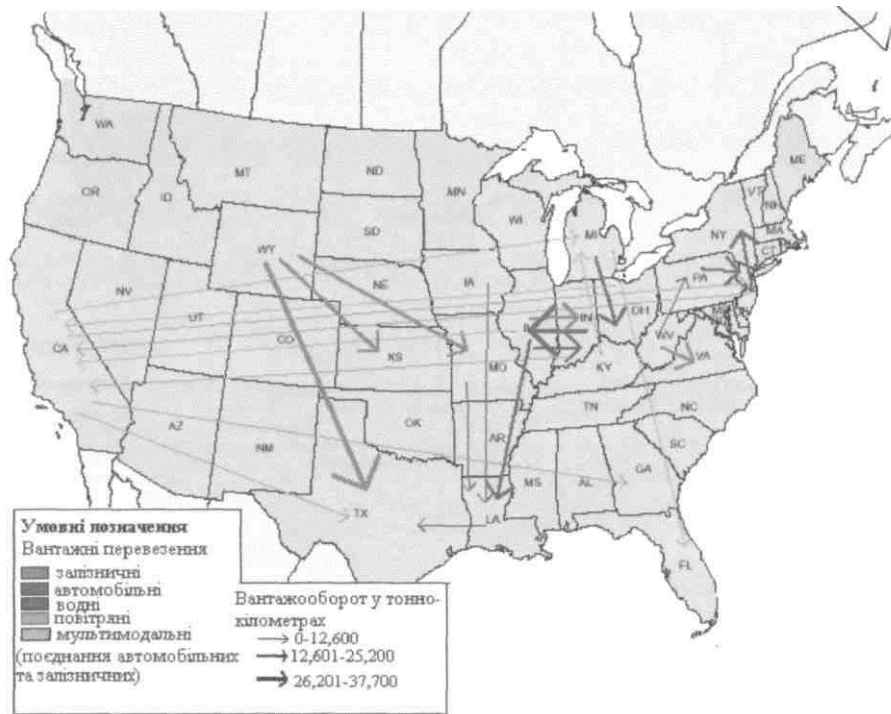 WA
MT
ND
MN
ME
OR
ID
SD
WI
MI
VT
NH
NY
MA
CT
WY
NV
NE
IA
PA
UT
CO
IN
OH
CA
KS
MO
WV
VA
KY
AZ
NM
OK
AR
TN
NC
SC
MS
AL
GA
TX
LA
FL
Умовні позначення
Вантажні перевезення
залізничні
автомобільні
водні
повітряні
мультимодальні
(поєднання автомобільних
та залізничних)
Вантажооборот у тонно-
кілометрах
0-12,600
12,601-25,200
26,201-37,700